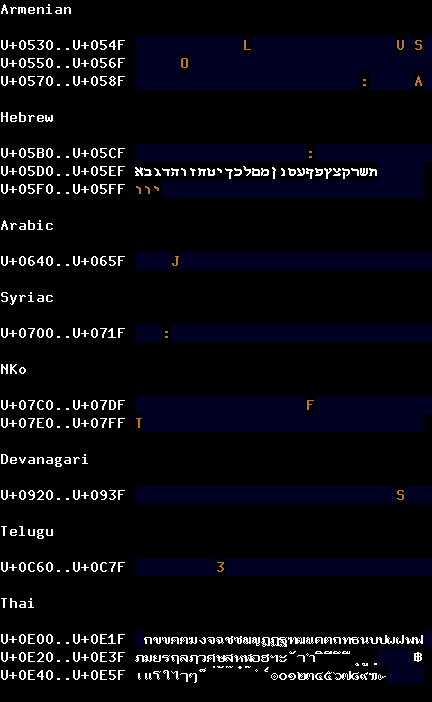 Armenian
U+0530..U+054F L U S
U+0550..U+056F O
U+0570..U+058F : A
Hebrew
U+05B0..U+05CF :
U+05D0..U+05EF אבגדהוזחטיךכלםמןנסעףפץצקרשת
U+05F0..U+05FF ווי
Arabic
U+0640..U+065F J
Syriac
U+0700..U+071F :
NKo
U+07C0..U+07DF F
U+07E0..U+07FF T
Devanagari
U+0920..U+093F S
Telugu
U+0C60..U+0C7F 3
Thai
U+0E00..U+0E1F กขฃคฅฆงจฉชซฌญฎฏฐฑฒณดตถทธนบปผฝพฟ
U+0E20..U+0E3F ภมยรฤลฦวศษสหฬอฮฯะ ั า ำ ิ ี ึ ื ุ ู ฺ ฿
U+0E40..U+0E5F เแโใไๅๆ ็ ่ ้ ๊ ๋ ์ ํ ๎ ๏๐๑๒๓๔๕๖๗๘๙๚๛